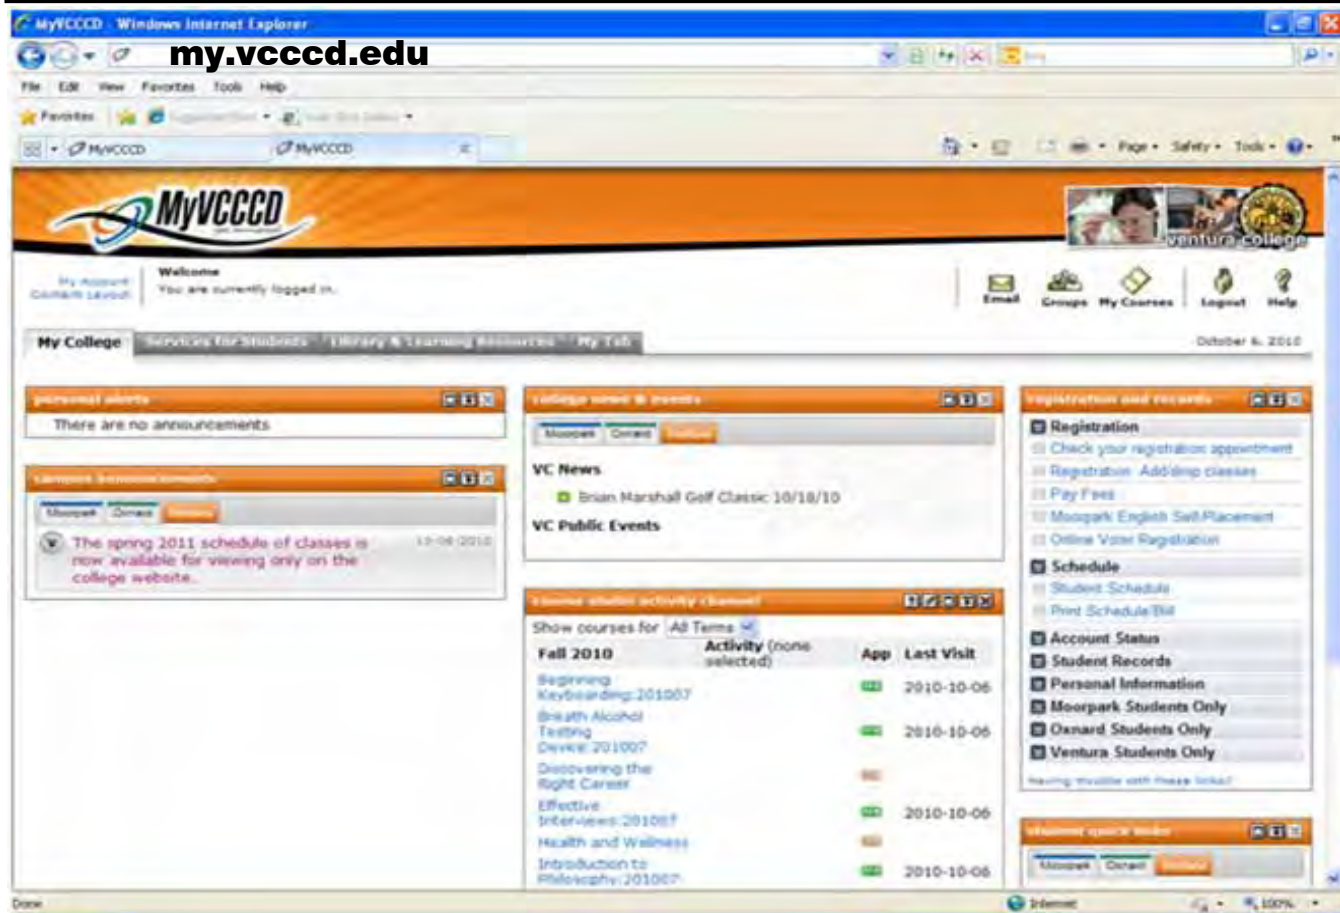 MyVCCCD - Windows Internet Explorer
my.vcccd.edu
File Edit View Favorites Tools Help
Favorites
MyVCCCD MyVCCCD
Page Safety Tools
MyVCCCD
ventura college
My Account
Content Layout
Welcome
You are currently logged in.
Email Groups My Courses Logout Help
My College Services for Students Library & Learning Resources My Tab
October 6, 2010
personal alerts
There are no announcements
campus announcements
Moorpark Oxnard Ventura
The spring 2011 schedule of classes is
now available for viewing only on the
college website.
10-06-2010
college news & events
Moorpark Oxnard Ventura
VC News
Brian Marshall Golf Classic 10/18/10
VC Public Events
course studio activity channel
Show courses for All Terms
Fall 2010 Activity (none selected) App Last Visit
Beginning
Keyboarding:201007 2010-10-06
Breath Alcohol
Testing
Device:201007 2010-10-06
Discovering the
Right Career
Effective
Interviews:201007 2010-10-06
Health and Wellness
Introduction to
Philosophy:201007 2010-10-06
registration and records
Registration
Check your registration appointment
Registration: Add/drop classes
Pay Fees
Moorpark English Self-Placement
Online Voter Registration
Schedule
Student Schedule
Print Schedule/Bill
Account Status
Student Records
Personal Information
Moorpark Students Only
Oxnard Students Only
Ventura Students Only
Having trouble with these links?
student quick links
Moorpark Oxnard Ventura
Done
Internet
100%